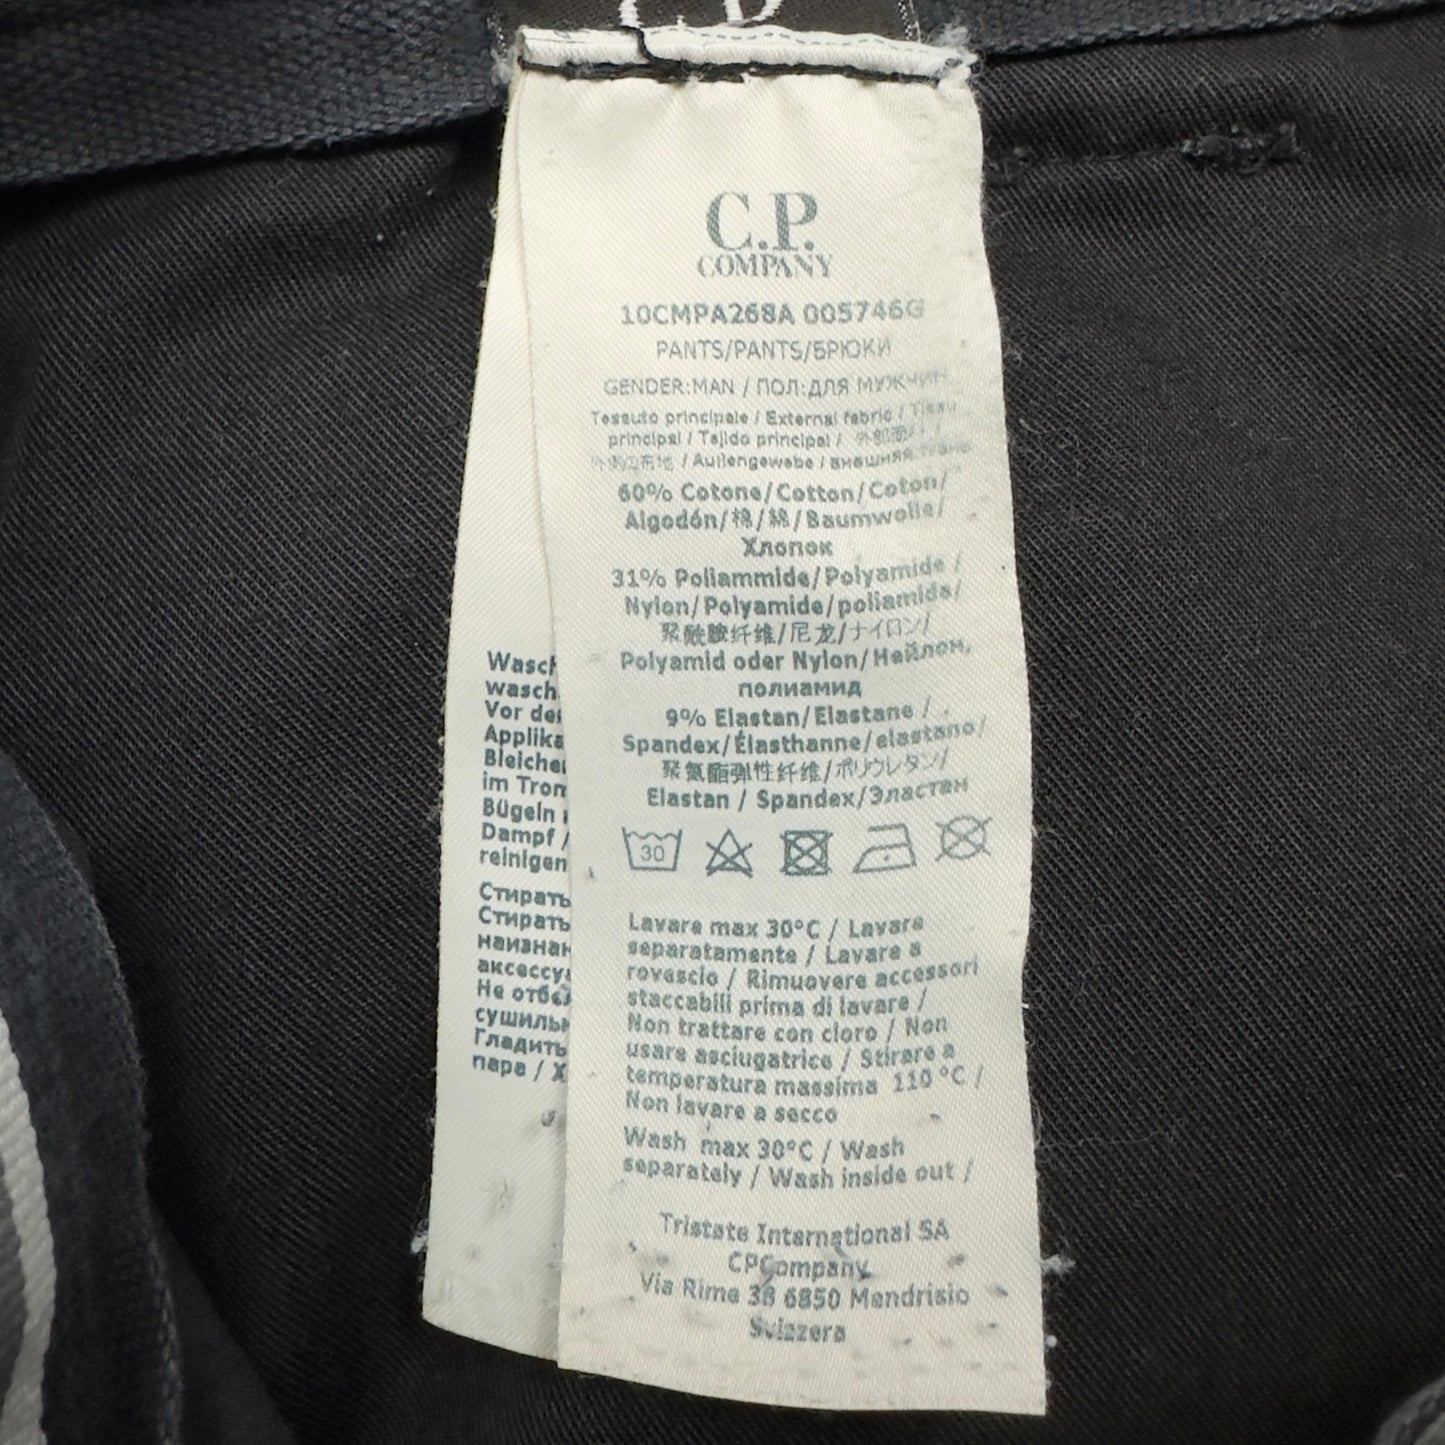 C.P.
COMPANY
10CMPA268A 005746G
PANTS/PANTS/БРЮКИ
GENDER:MAN / ПОЛ:ДЛЯ МУЖЧИН
Tessuto principale / External fabric / Tissu
principal / Tejido principal /
/ Außengewebe / внешняя ткань
60% Cotone/Cotton/Coton/
Algodón/棉/綿/Baumwolle/
Хлопок
31% Poliammide/Polyamide /
Nylon/Polyamide/poliamida/
聚酰胺纤维/尼龙/ナイロン/
Polyamid oder Nylon/Нейлон,
полиамид
9% Elastan/Elastane /
Spandex/Élasthanne/elastano/
聚氨酯弹性纤维/ポリウレタン/
Elastan / Spandex/Эластан
30
Lavare max 30°C / Lavare
separatamente / Lavare a
rovescio / Rimuovere accessori
staccabili prima di lavare /
Non trattare con cloro / Non
usare asciugatrice / Stirare a
temperatura massima 110 °C /
Non lavare a secco
Wash max 30°C / Wash
separately / Wash inside out /
Tristate International SA
CPCompany
Via Rime 38 6850 Mendrisio
Svizzera
Wasch
wasch
Vor de
Applika
Bleiche
im Trom
Bügeln
Dampf /
reinigen
Стирать
Стирать
наизнан
аксессу
Не отбе
сушиль
Гладить
пара / Х